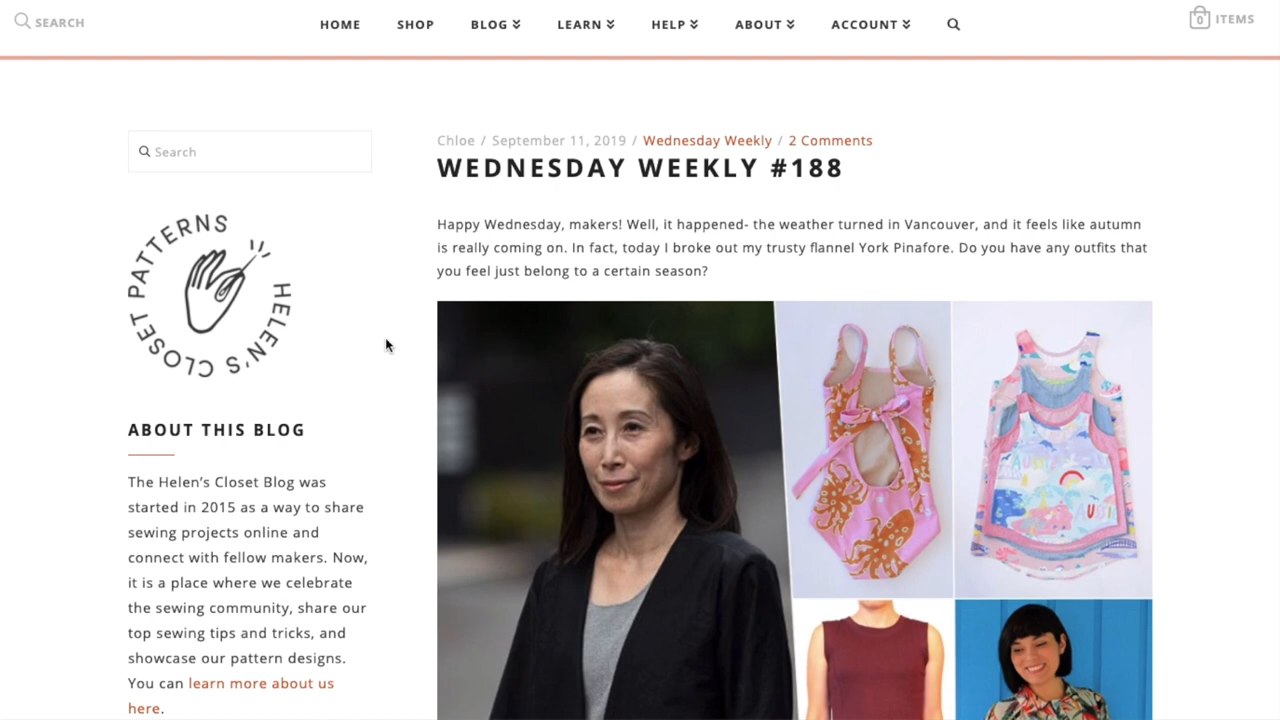 SEARCH
HOME SHOP BLOG LEARN HELP ABOUT ACCOUNT
0 ITEMS
Search
HELEN'S CLOSET PATTERNS
ABOUT THIS BLOG
The Helen's Closet Blog was
started in 2015 as a way to share
sewing projects online and
connect with fellow makers. Now,
it is a place where we celebrate
the sewing community, share our
top sewing tips and tricks, and
showcase our pattern designs.
You can learn more about us
here.
Chloe / September 11, 2019 / Wednesday Weekly / 2 Comments
WEDNESDAY WEEKLY #188
Happy Wednesday, makers! Well, it happened- the weather turned in Vancouver, and it feels like autumn
is really coming on. In fact, today I broke out my trusty flannel York Pinafore. Do you have any outfits that
you feel just belong to a certain season?